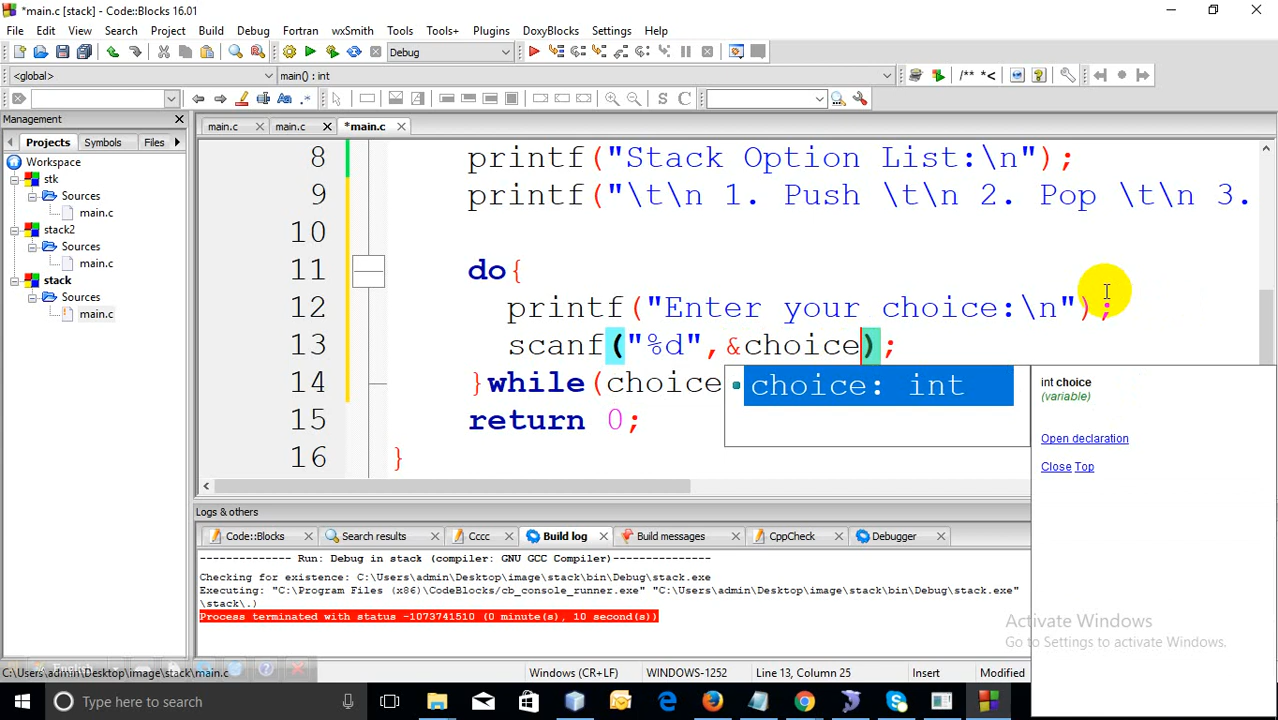 *main.c [stack] - Code::Blocks 16.01
File Edit View Search Project Build Debug Fortran wxSmith Tools Tools+ Plugins DoxyBlocks Settings Help
Debug
<global> main() : int /** *<
S C
Management
Projects Symbols Files
main.c main.c *main.c
Workspace
stk
Sources
main.c
stack2
Sources
main.c
stack
Sources
main.c
8 printf("Stack Option List:\n");
9 printf("\t\n 1. Push \t\n 2. Pop \t\n 3.
10
11 do{
12 printf("Enter your choice:\n");
13 scanf("%d",&choice);
14 }while(choice
15 return 0;
16 }
choice: int
int choice
(variable)
Open declaration
Close Top
Logs & others
Code::Blocks Search results Cccc Build log Build messages CppCheck Debugger
-------------- Run: Debug in stack (compiler: GNU GCC Compiler)---------------
Checking for existence: C:\Users\admin\Desktop\image\stack\bin\Debug\stack.exe
Executing: "C:\Program Files (x86)\CodeBlocks/cb_console_runner.exe" "C:\Users\admin\Desktop\image\stack\bin\Debug\stack.exe"
\stack\.)
Process terminated with status -1073741510 (0 minute(s), 10 second(s))
Activate Windows
Go to Settings to activate Windows.
C:\Users\admin\Desktop\image\stack\main.c Windows (CR+LF) WINDOWS-1252 Line 13, Column 25 Insert Modified
Type here to search